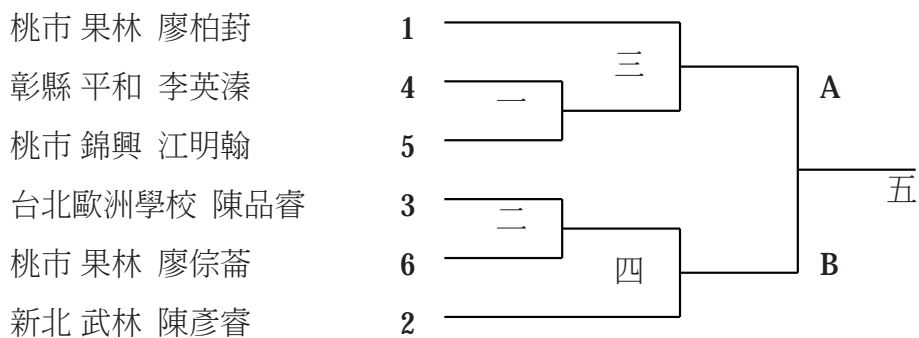 桃市 果林 廖柏葑 1
三
彰縣 平和 李英溱 4 一 A
桃市 錦興 江明翰 5
五
台北歐洲學校 陳品睿 3 二
桃市 果林 廖倧菕 6 四 B
新北 武林 陳彥睿 2